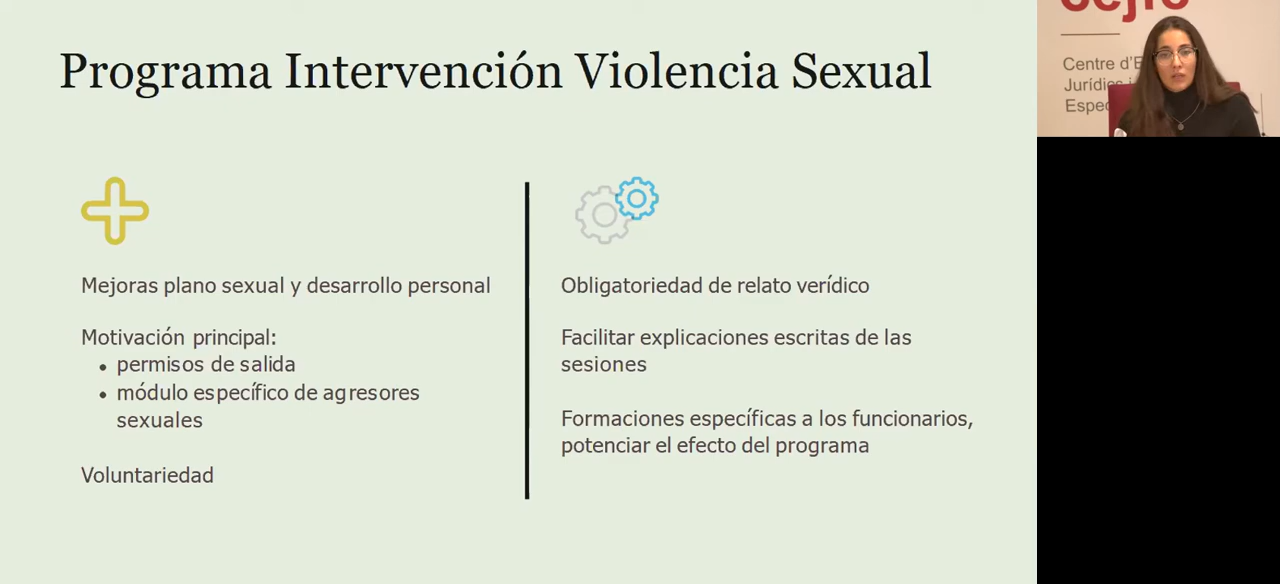 Programa Intervención Violencia Sexual
Mejoras plano sexual y desarrollo personal
Motivación principal:
• permisos de salida
• módulo específico de agresores
sexuales
Voluntariedad
Obligatoriedad de relato verídico
Facilitar explicaciones escritas de las
sesiones
Formaciones específicas a los funcionarios,
potenciar el efecto del programa
Centre d'E
Jurídics i
Espec